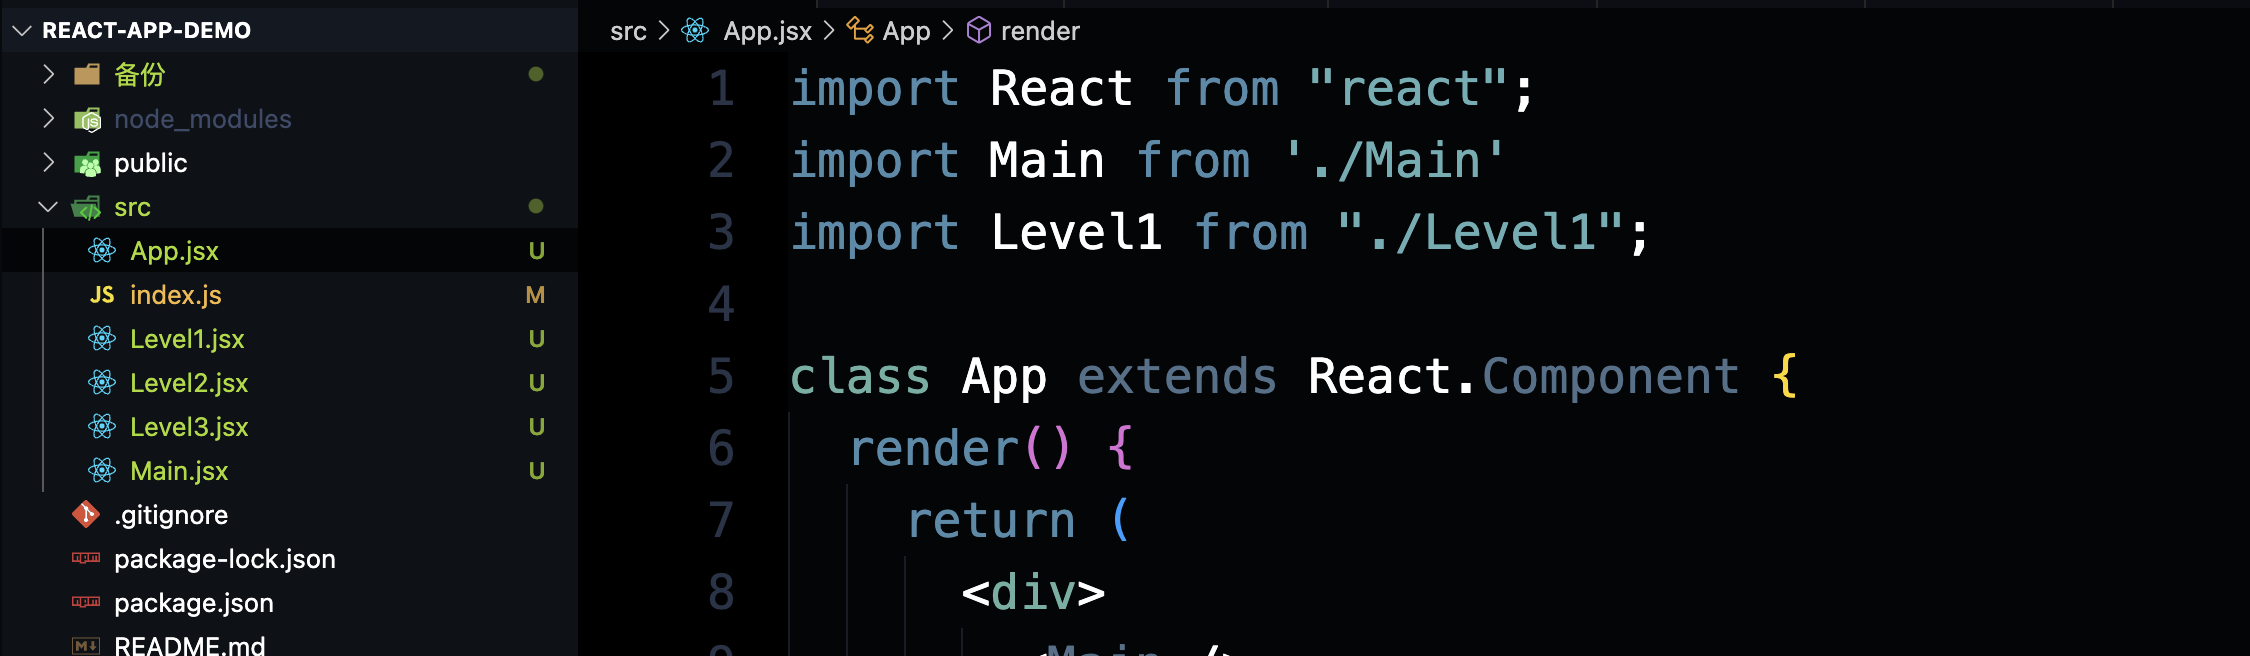 REACT-APP-DEMO
备份
node_modules
public
src
App.jsx U
JS index.js M
Level1.jsx U
Level2.jsx U
Level3.jsx U
Main.jsx U
.gitignore
package-lock.json
package.json
README.md
src > App.jsx > App > render
1 import React from "react";
2 import Main from './Main'
3 import Level1 from "./Level1";
4
5 class App extends React.Component {
6 render() {
7 return (
8 <div>
9 <Main />